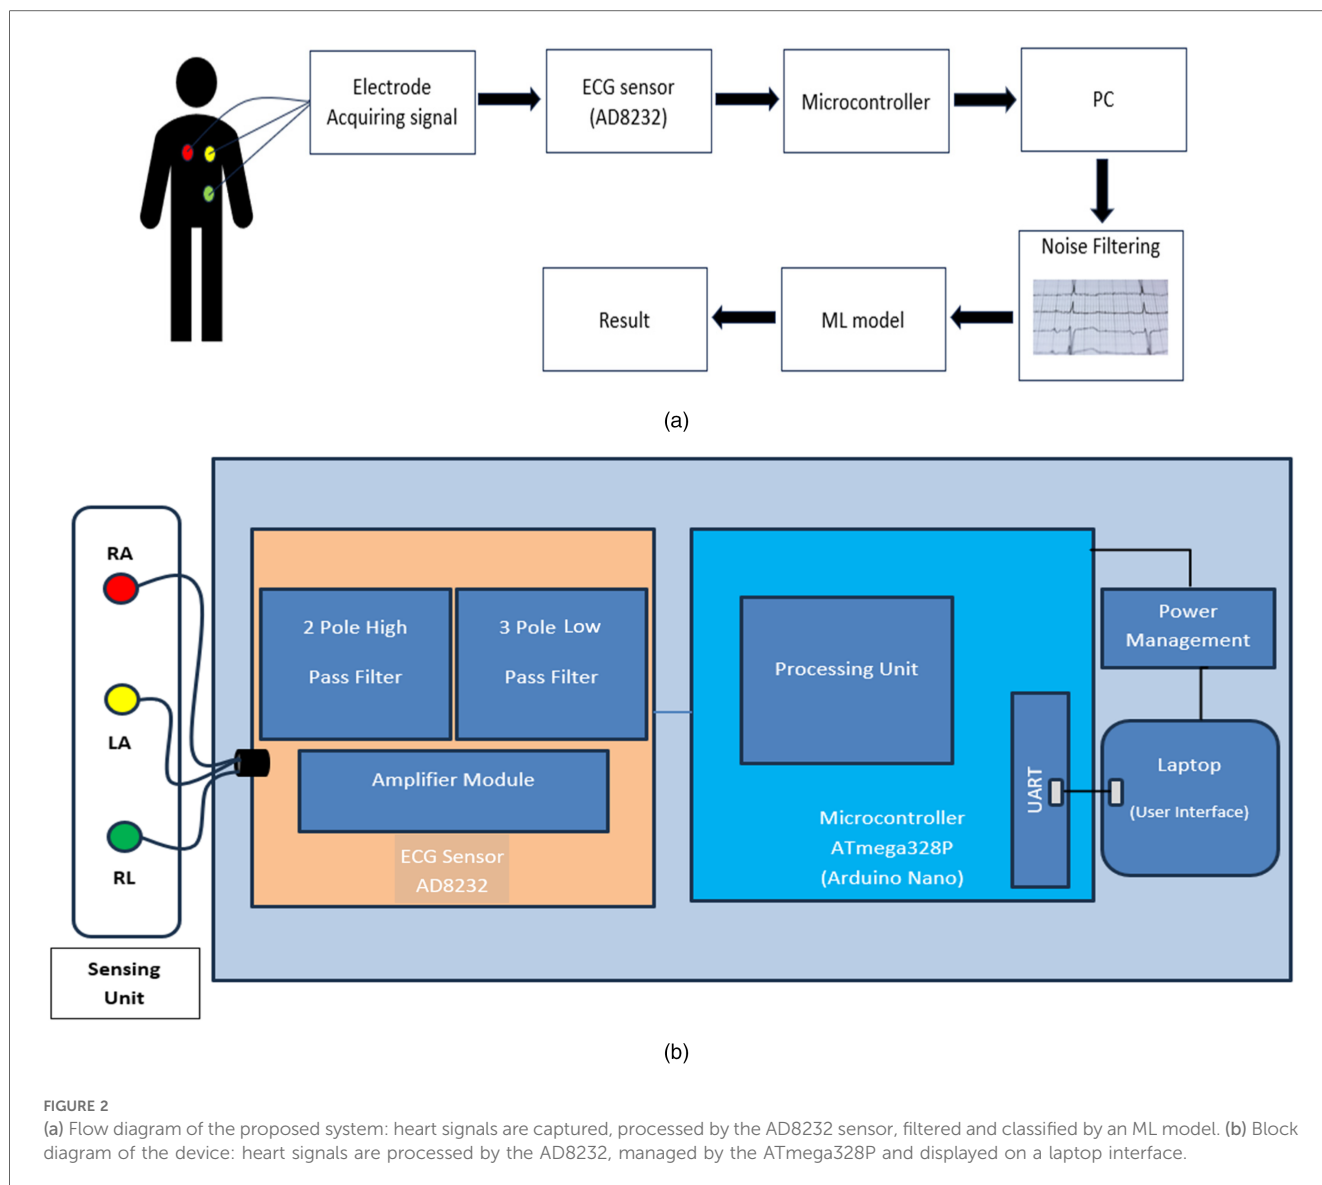 Electrode
Acquiring signal
ECG sensor
(AD8232)
Microcontroller
PC
Noise Filtering
ML model
Result
(a)
RA
LA
RL
Sensing
Unit
2 Pole High
Pass Filter
3 Pole Low
Pass Filter
Amplifier Module
ECG Sensor
AD8232
Processing Unit
Microcontroller
ATmega328P
(Arduino Nano)
UART
Power
Management
Laptop
(User Interface)
(b)
FIGURE 2
(a) Flow diagram of the proposed system: heart signals are captured, processed by the AD8232 sensor, filtered and classified by an ML model. (b) Block
diagram of the device: heart signals are processed by the AD8232, managed by the ATmega328P and displayed on a laptop interface.